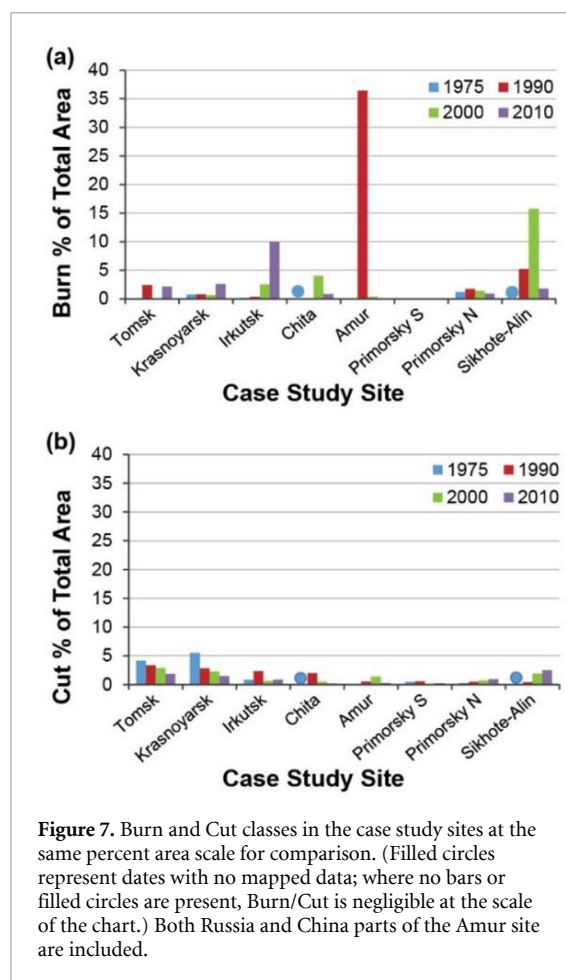 (a)
40
35
30
25
20
15
10
5
0
Burn % of Total Area
1975 1990
2000 2010
Tomsk
Krasnoyarsk
Irkutsk
Chita
Amur
Primorsky S
Primorsky N
Sikhote-Alin
Case Study Site
(b)
40
35
30
25
20
15
10
5
0
Cut % of Total Area
1975 1990
2000 2010
Tomsk
Krasnoyarsk
Irkutsk
Chita
Amur
Primorsky S
Primorsky N
Sikhote-Alin
Case Study Site
Figure 7. Burn and Cut classes in the case study sites at the
same percent area scale for comparison. (Filled circles
represent dates with no mapped data; where no bars or
filled circles are present, Burn/Cut is negligible at the scale
of the chart.) Both Russia and China parts of the Amur site
are included.